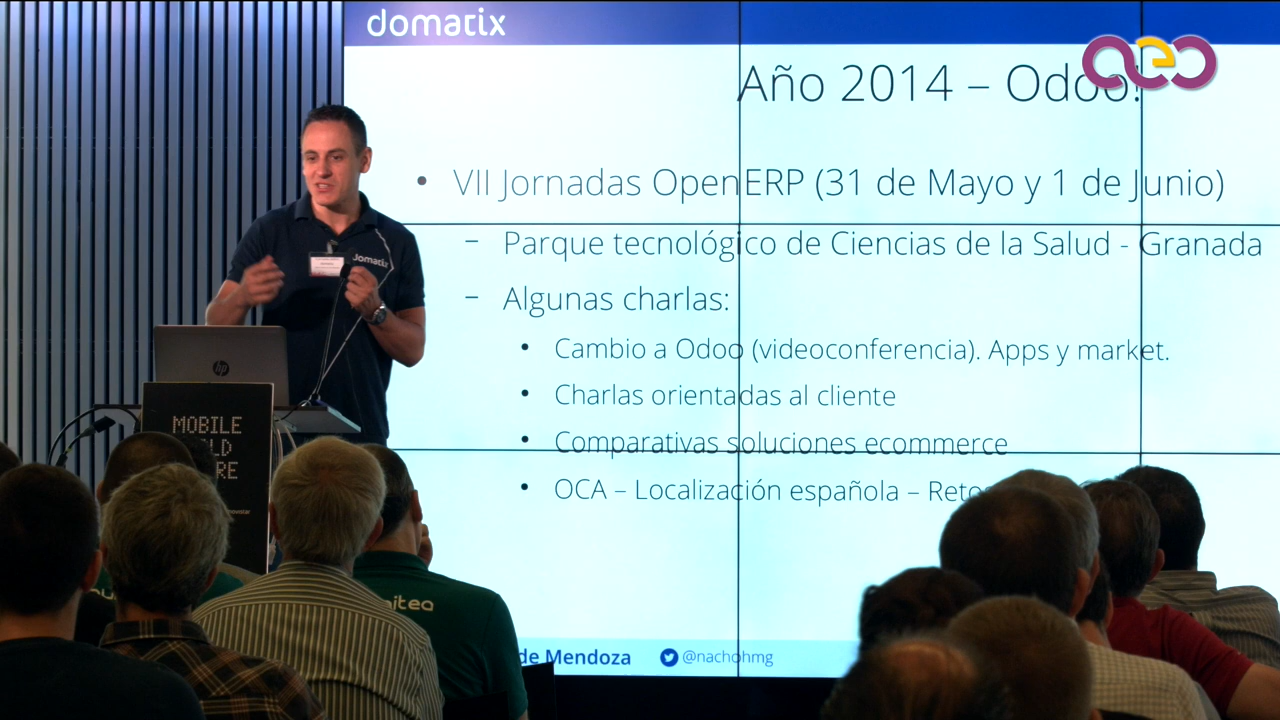 domatix
aeo
Año 2014 – Odoo!
VII Jornadas OpenERP (31 de Mayo y 1 de Junio)
– Parque tecnológico de Ciencias de la Salud - Granada
– Algunas charlas:
• Cambio a Odoo (videoconferencia). Apps y market.
• Charlas orientadas al cliente
• Comparativas soluciones ecommerce
• OCA – Localización española –
domatix
hp
MOBILE
de Mendoza
@nachohmg